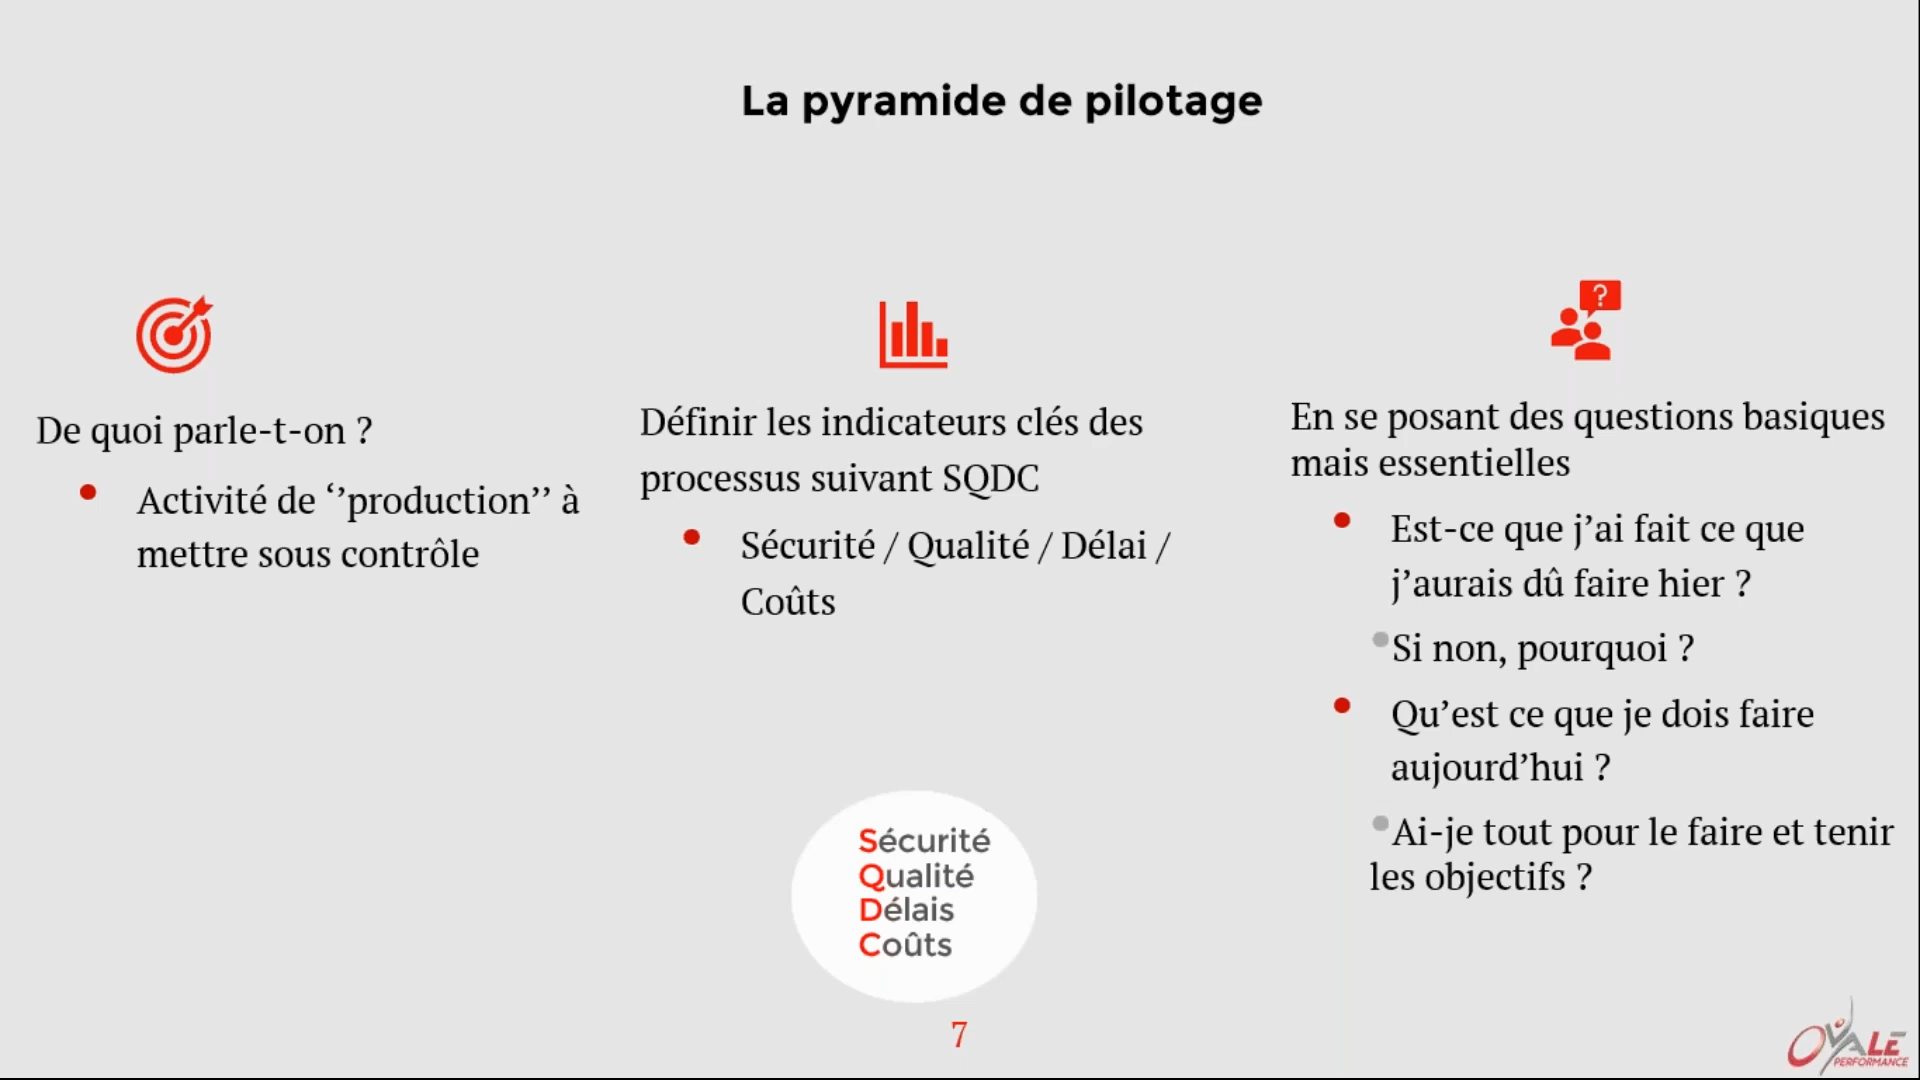 La pyramide de pilotage
?
De quoi parle-t-on ?
Activité de ‘’production’’ à
mettre sous contrôle
Définir les indicateurs clés des
processus suivant SQDC
Sécurité / Qualité / Délai /
Coûts
Sécurité
Qualité
Délais
Coûts
En se posant des questions basiques
mais essentielles
Est-ce que j’ai fait ce que
j’aurais dû faire hier ?
Si non, pourquoi ?
Qu’est ce que je dois faire
aujourd’hui ?
Ai-je tout pour le faire et tenir
les objectifs ?
7
OVALE
PERFORMANCE